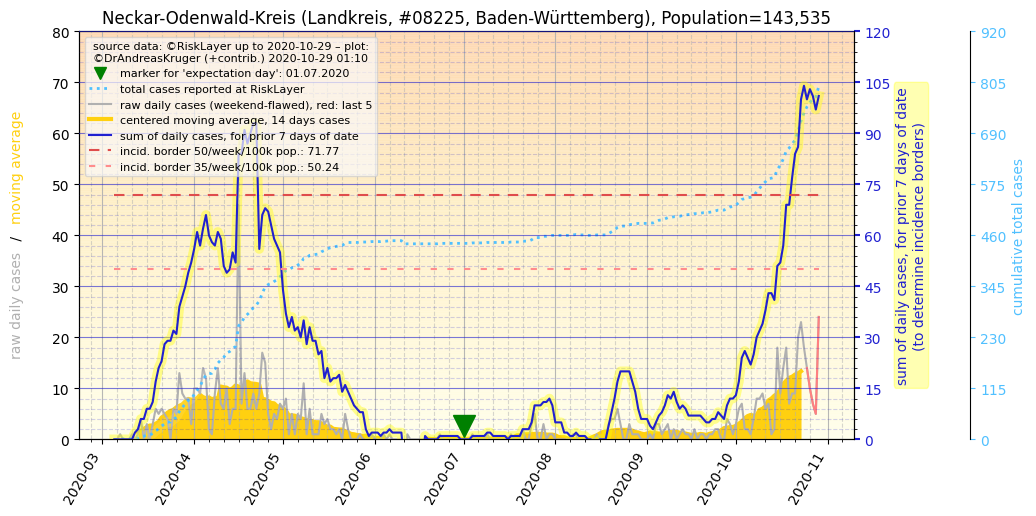 Neckar-Odenwald-Kreis (Landkreis, #08225, Baden-Württemberg), Population=143,535
source data: ©RiskLayer up to 2020-10-29 – plot:
©DrAndreasKruger (+contrib.) 2020-10-29 01:10
marker for 'expectation day': 01.07.2020
total cases reported at RiskLayer
raw daily cases (weekend-flawed), red: last 5
centered moving average, 14 days cases
sum of daily cases, for prior 7 days of date
incid. border 50/week/100k pop.: 71.77
incid. border 35/week/100k pop.: 50.24
raw daily cases / moving average
80
70
60
50
40
30
20
10
0
120
105
90
75
60
45
30
15
0
sum of daily cases, for prior 7 days of date
(to determine incidence borders)
920
805
690
575
460
345
230
115
0
cumulative total cases
2020-03
2020-04
2020-05
2020-06
2020-07
2020-08
2020-09
2020-10
2020-11